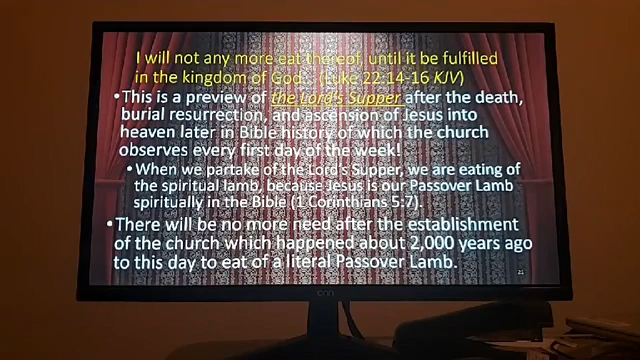 I will not any more eat thereof, until it be fulfilled
in the kingdom of God. (Luke 22:14-16 KJV)
•This is a preview of the Lord's Supper after the death,
burial resurrection, and ascension of Jesus into
heaven later in Bible history of which the church
observes every first day of the week!
•When we partake of the Lord's Supper, we are eating of
the spiritual lamb, because Jesus is our Passover Lamb
spiritually in the Bible (1 Corinthians 5:7).
•There will be no more need after the establishment
of the church which happened about 2,000 years ago
to this day to eat of a literal Passover Lamb.
21
onn